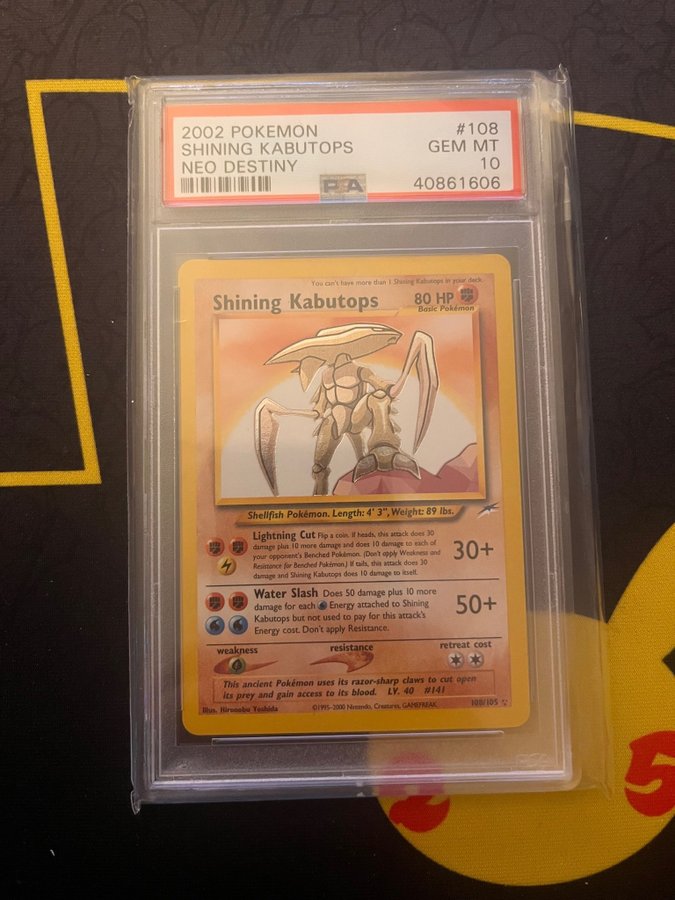 2002 POKEMON #108
SHINING KABUTOPS GEM MT
NEO DESTINY 10
PSA 40861606
You can't have more than 1 Shining Kabutops in your deck.
Shining Kabutops 80 HP
Basic Pokémon
Shellfish Pokémon. Length: 4' 3", Weight: 89 lbs.
Lightning Cut Flip a coin. If heads, this attack does 30
damage plus 10 more damage and does 10 damage to each of
your opponent's Benched Pokémon. (Don't apply Weakness and
Resistance for Benched Pokémon.) If tails, this attack does 30
damage and Shining Kabutops does 10 damage to itself.
30+
Water Slash Does 50 damage plus 10 more
damage for each Energy attached to Shining
Kabutops but not used to pay for this attack's
Energy cost. Don't apply Resistance.
50+
weakness resistance retreat cost
This ancient Pokémon uses its razor-sharp claws to cut open
its prey and gain access to its blood. LV. 40 #141
Illus. Hironobu Yoshida ©1995-2000 Nintendo, Creatures, GAMEFREAK. 108/105
2 5